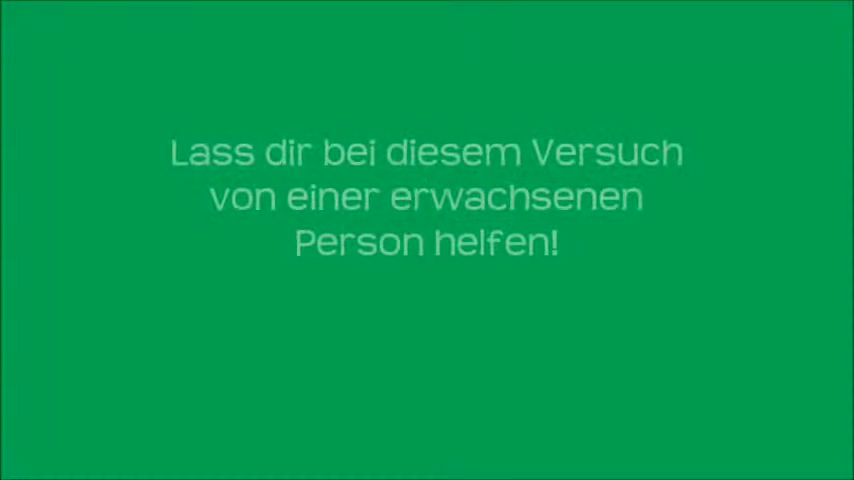 Lass dir bei diesem Versuch
von einer erwachsenen
Person helfen!